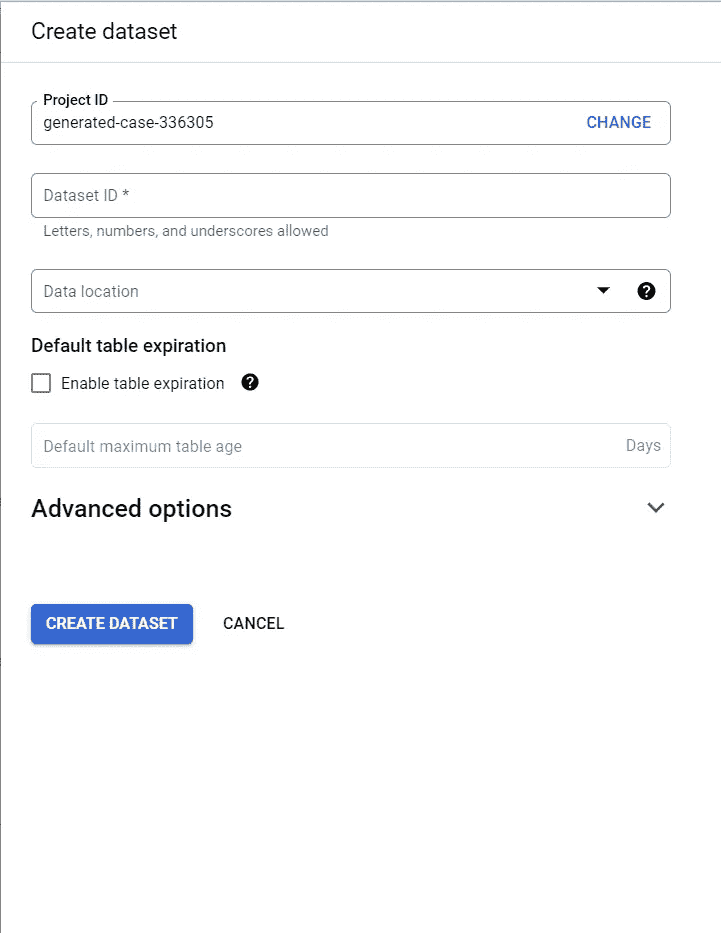 Create dataset
Project ID
generated-case-336305 CHANGE
Dataset ID *
Letters, numbers, and underscores allowed
Data location ?
Default table expiration
Enable table expiration ?
Default maximum table age Days
Advanced options
CREATE DATASET CANCEL